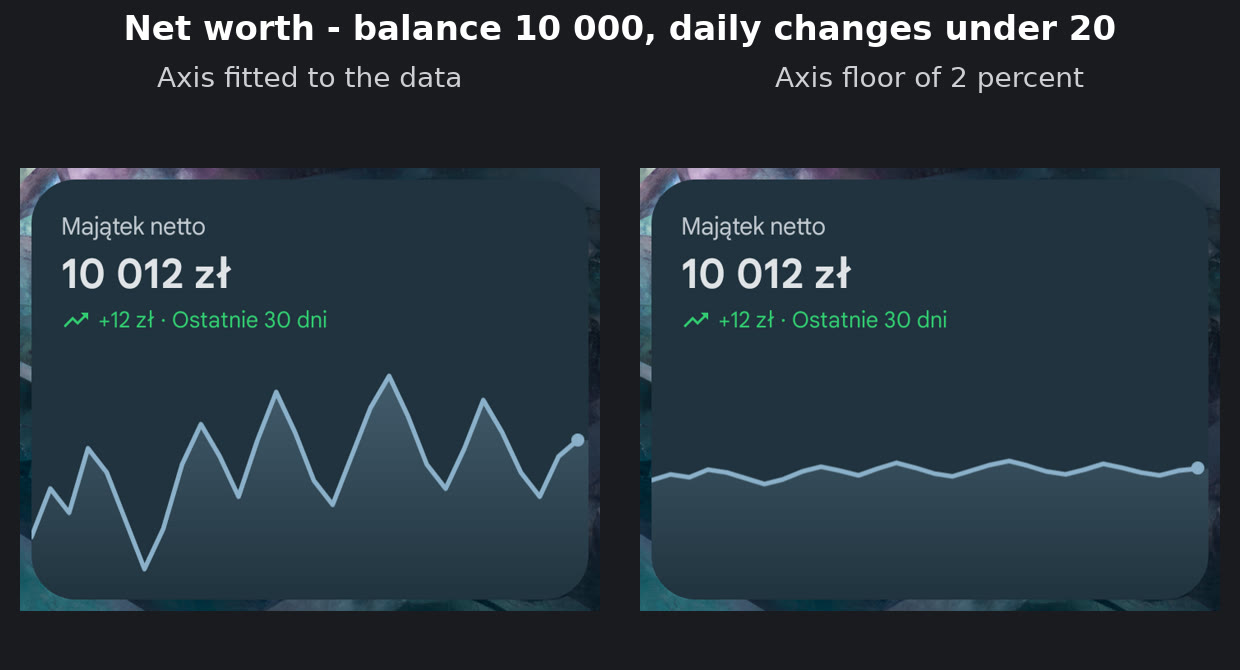 Net worth - balance 10 000, daily changes under 20
Axis fitted to the data
Axis floor of 2 percent
Majątek netto
10 012 zł
+12 zł · Ostatnie 30 dni
Majątek netto
10 012 zł
+12 zł · Ostatnie 30 dni